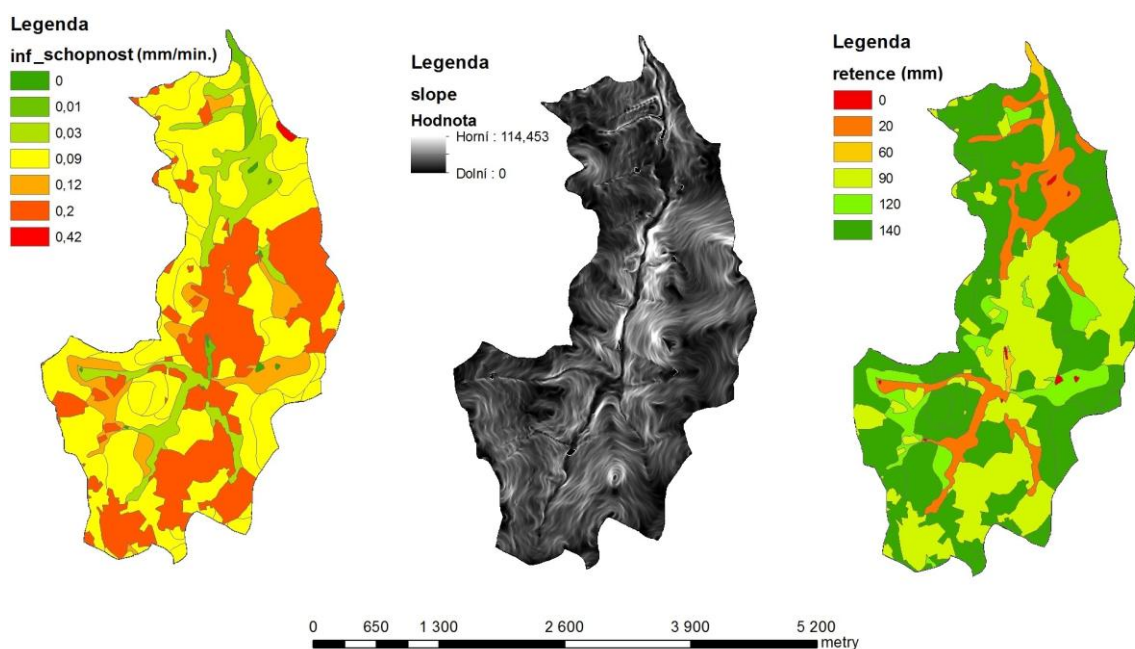 Legenda
inf_schopnost (mm/min.)
0
0,01
0,03
0,09
0,12
0,2
0,42
Legenda
slope
Hodnota
Horní : 114,453
Dolní : 0
Legenda
retence (mm)
0
20
60
90
120
140
0 650 1 300 2 600 3 900 5 200
metry